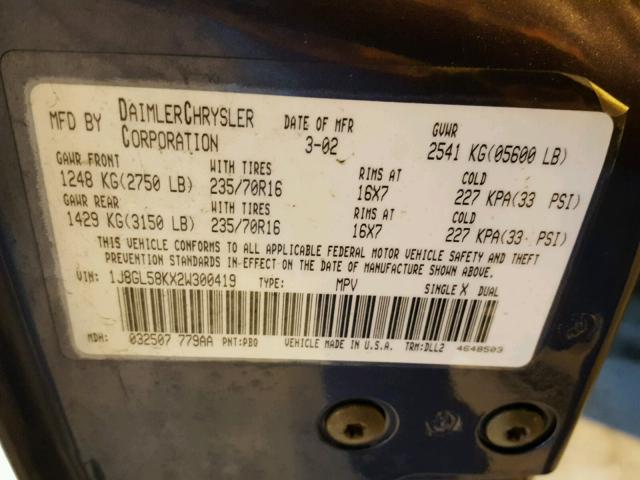 MFD BY DAIMLERCHRYSLER CORPORATION DATE OF MFR 3-02 GVWR 2541 KG(05600 LB)
GAWR FRONT WITH TIRES RIMS AT COLD
1248 KG(2750 LB) 235/70R16 16X7 227 KPA(33 PSI)
GAWR REAR WITH TIRES RIMS AT COLD
1429 KG(3150 LB) 235/70R16 16X7 227 KPA(33 PSI)
THIS VEHICLE CONFORMS TO ALL APPLICABLE FEDERAL MOTOR VEHICLE SAFETY AND THEFT
PREVENTION STANDARDS IN-EFFECT ON THE DATE OF MANUFACTURE SHOWN ABOVE.
VIN: 1J8GL58KX2W300419 TYPE: MPV SINGLE X DUAL
MDH: 032507 779AA PNT:PBQ VEHICLE MADE IN U.S.A. TRM:DLL2 4648503